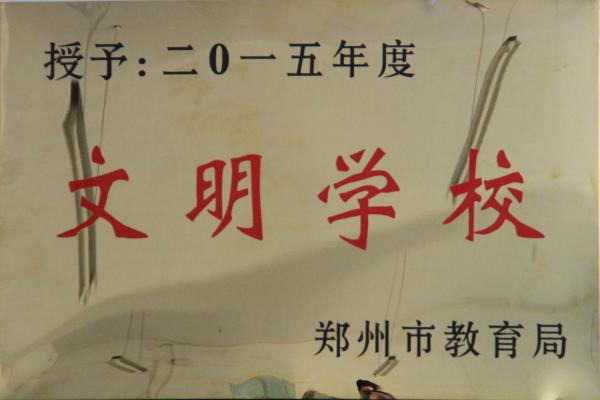 授予:二0一五年度
文明学校
郑州市教育局